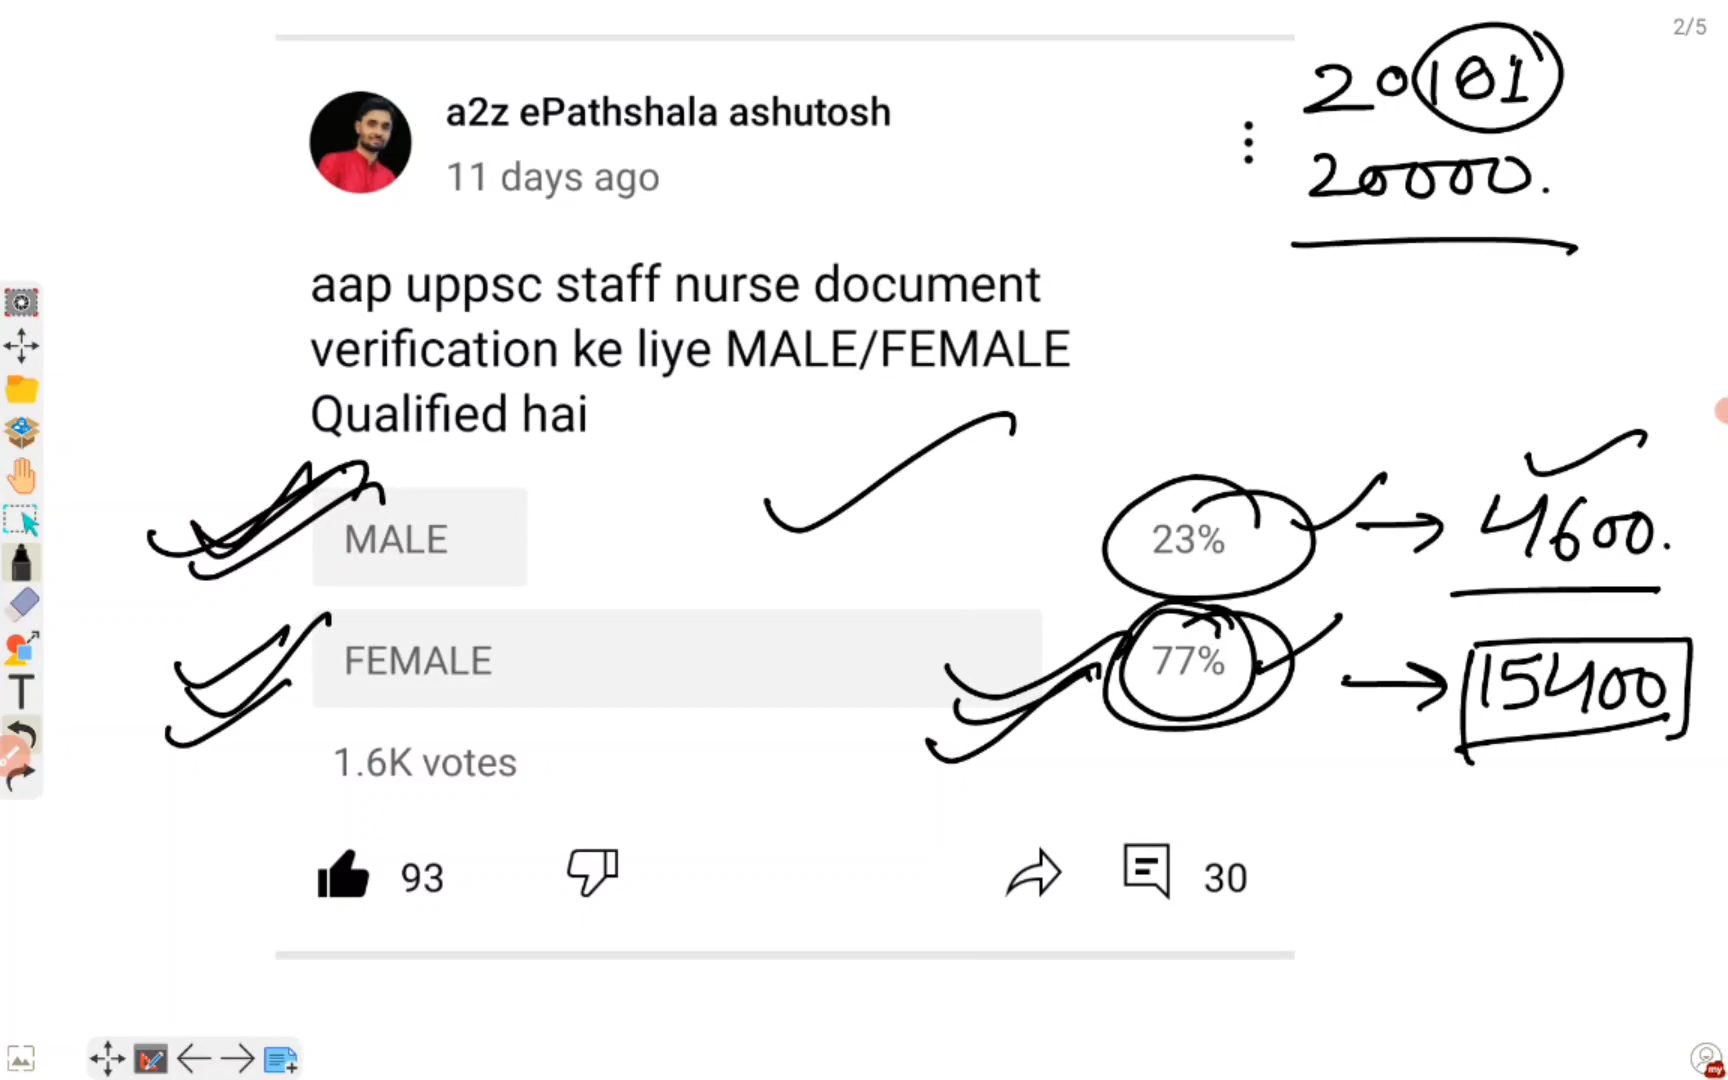 2/5
20181
20000.
a2z ePathshala ashutosh
11 days ago
aap uppsc staff nurse document
verification ke liye MALE/FEMALE
Qualified hai
MALE 23% → 4600.
FEMALE 77% → 15400
1.6K votes
93 30
T
my